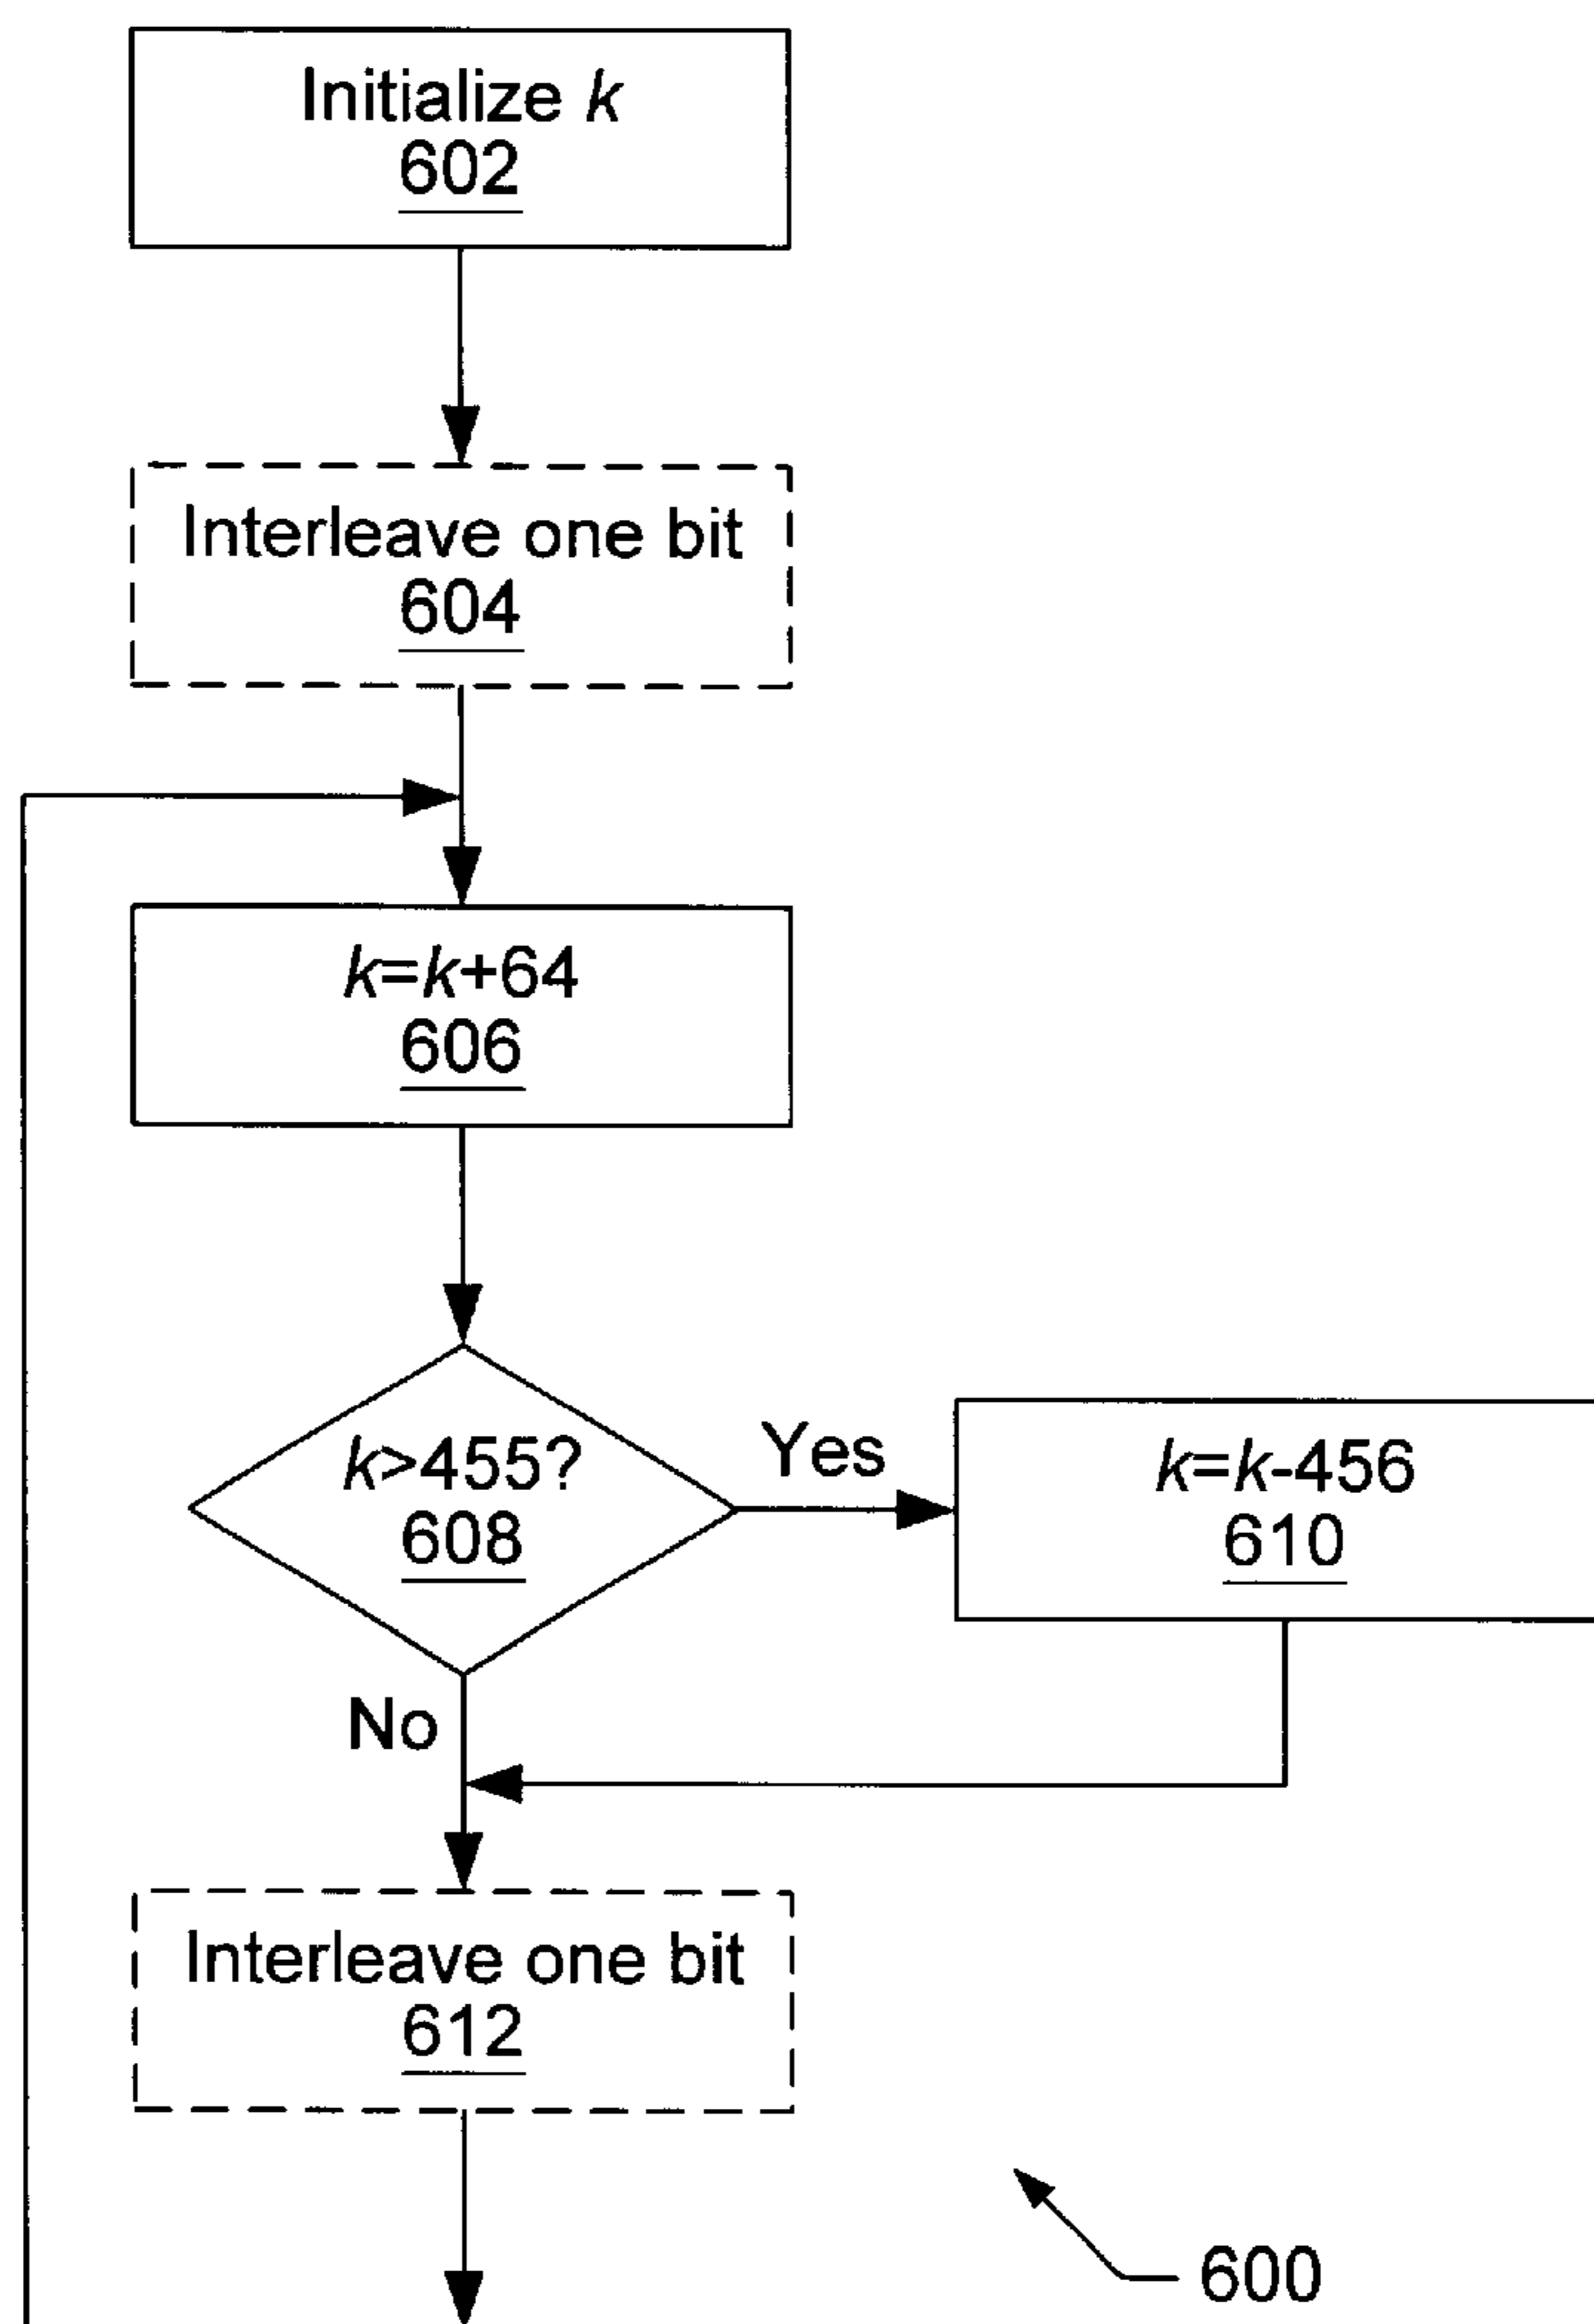 Initialize k
602
Interleave one bit
604
k=k+64
606
k>455?
608
Yes
k=k-456
610
No
Interleave one bit
612
600